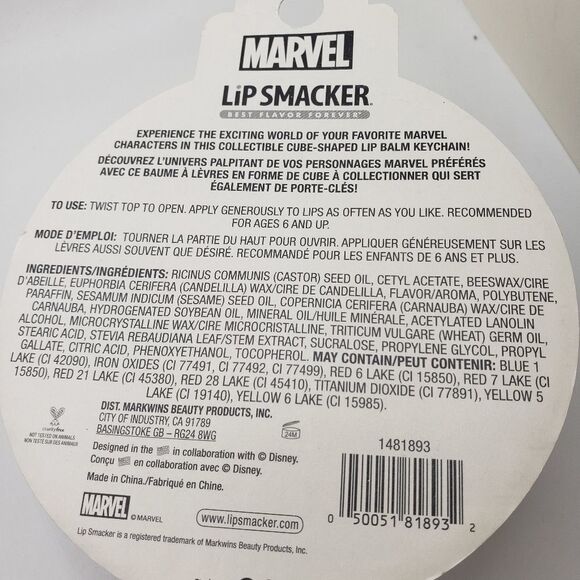 MARVEL
LiP SMACKER®
BEST FLAVOR FOREVER™
EXPERIENCE THE EXCITING WORLD OF YOUR FAVORITE MARVEL
CHARACTERS IN THIS COLLECTIBLE CUBE-SHAPED LIP BALM KEYCHAIN!
DÉCOUVREZ L'UNIVERS PALPITANT DE VOS PERSONNAGES MARVEL PRÉFÉRÉS
AVEC CE BAUME À LÈVRES EN FORME DE CUBE À COLLECTIONNER QUI SERT
ÉGALEMENT DE PORTE-CLÉS!
TO USE: TWIST TOP TO OPEN. APPLY GENEROUSLY TO LIPS AS OFTEN AS YOU LIKE. RECOMMENDED
FOR AGES 6 AND UP.
MODE D'EMPLOI: TOURNER LA PARTIE DU HAUT POUR OUVRIR. APPLIQUER GÉNÉREUSEMENT SUR LES
LÈVRES AUSSI SOUVENT QUE DÉSIRÉ. RECOMMANDÉ POUR LES ENFANTS DE 6 ANS ET PLUS.
INGREDIENTS/INGRÉDIENTS: RICINUS COMMUNIS (CASTOR) SEED OIL, CETYL ACETATE, BEESWAX/CIRE
D'ABEILLE, EUPHORBIA CERIFERA (CANDELILLA) WAX/CIRE DE CANDELILLA, FLAVOR/AROMA, POLYBUTENE,
PARAFFIN, SESAMUM INDICUM (SESAME) SEED OIL, COPERNICIA CERIFERA (CARNAUBA) WAX/CIRE DE
CARNAUBA, HYDROGENATED SOYBEAN OIL, MINERAL OIL/HUILE MINÉRALE, ACETYLATED LANOLIN
ALCOHOL, MICROCRYSTALLINE WAX/CIRE MICROCRISTALLINE, TRITICUM VULGARE (WHEAT) GERM OIL,
STEARIC ACID, STEVIA REBAUDIANA LEAF/STEM EXTRACT, SUCRALOSE, PROPYLENE GLYCOL, PROPYL
GALLATE, CITRIC ACID, PHENOXYETHANOL, TOCOPHEROL. MAY CONTAIN/PEUT CONTENIR: BLUE 1
LAKE (CI 42090), IRON OXIDES (CI 77491, CI 77492, CI 77499), RED 6 LAKE (CI 15850), RED 7 LAKE (CI
15850), RED 21 LAKE (CI 45380), RED 28 LAKE (CI 45410), TITANIUM DIOXIDE (CI 77891), YELLOW 5
LAKE (CI 19140), YELLOW 6 LAKE (CI 15985).
DIST. MARKWINS BEAUTY PRODUCTS, INC.
CITY OF INDUSTRY, CA 91789
BASINGSTOKE GB – RG24 8WG
24M
crueltyfree
NOT TESTED ON ANIMALS
NON TESTÉ SUR DES ANIMAUX
Designed in the in collaboration with © Disney.
Conçu en collaboration avec © Disney.
Made in China./Fabriqué en Chine.
1481893
MARVEL © MARVEL
www.lipsmacker.com
0 50051 81893 2
Lip Smacker is a registered trademark of Markwins Beauty Products, Inc.